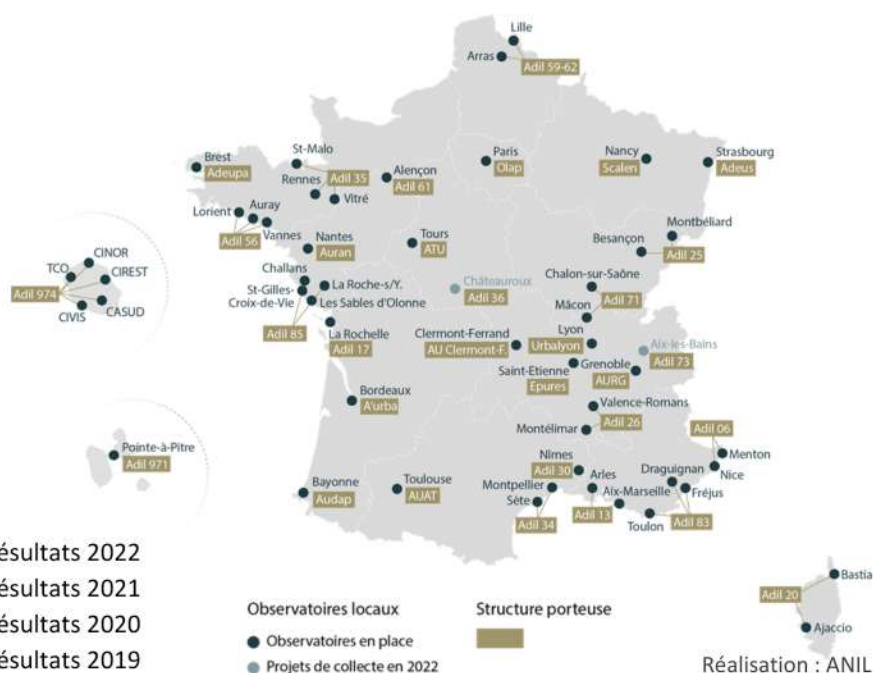 Lille
Arras
Adil 59-62
St-Malo
Brest
Adeupa
Rennes
Adil 35
Vitré
Alençon
Adil 61
Paris
Olap
Nancy
Scalen
Strasbourg
Adeus
Lorient
Auray
Vannes
Adil 56
Nantes
Auran
Tours
ATU
Montbéliard
Besançon
Adil 25
CINOR
TCO
CIREST
Adil 974
CIVIS
CASUD
Challans
St-Gilles-
Croix-de-Vie
La Roche-s/Y.
Les Sables d'Olonne
Adil 85
La Rochelle
Adil 17
Châteauroux
Adil 36
Chalon-sur-Saône
Adil 71
Mâcon
Clermont-Ferrand
AU Clermont-F.
Lyon
Urbalyon
Aix-les-Bains
Adil 73
Saint-Etienne
Epures
Grenoble
AURG
Bordeaux
A'urba
Valence-Romans
Adil 26
Montélimar
Adil 06
Menton
Nice
Pointe-à-Pitre
Adil 971
Bayonne
Audap
Toulouse
AUAT
Nîmes
Adil 30
Montpellier
Sète
Adil 34
Arles
Aix-Marseille
Adil 13
Draguignan
Fréjus
Toulon
Adil 83
Bastia
Adil 20
Ajaccio
ésultats 2022
ésultats 2021
ésultats 2020
ésultats 2019
Observatoires locaux
Observatoires en place
Projets de collecte en 2022
Structure porteuse
Réalisation : ANIL